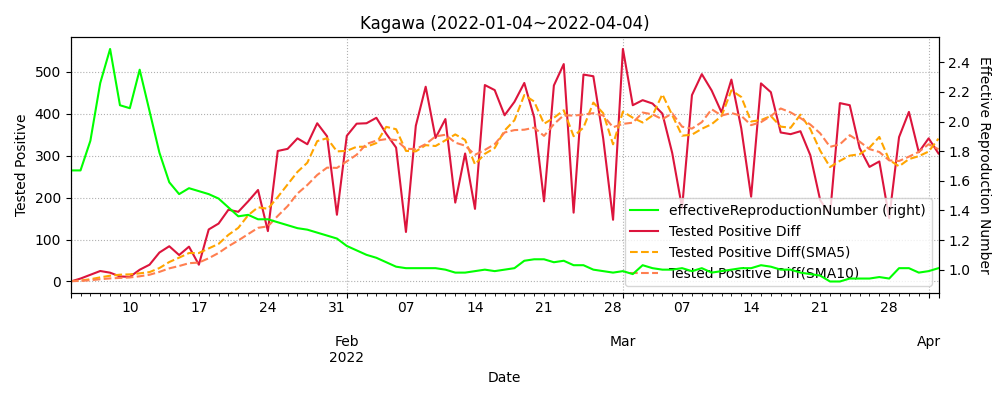 Kagawa (2022-01-04~2022-04-04)
Tested Positive
500
400
300
200
100
0
2.4
2.2
2.0
1.8
1.6
1.4
1.2
1.0
Effective Reproduction Number
effectiveReproductionNumber (right)
Tested Positive Diff
Tested Positive Diff(SMA5)
Tested Positive Diff(SMA10)
10 17 24 31 07 14 21 28 07 14 21 28
Feb Mar Apr
2022
Date